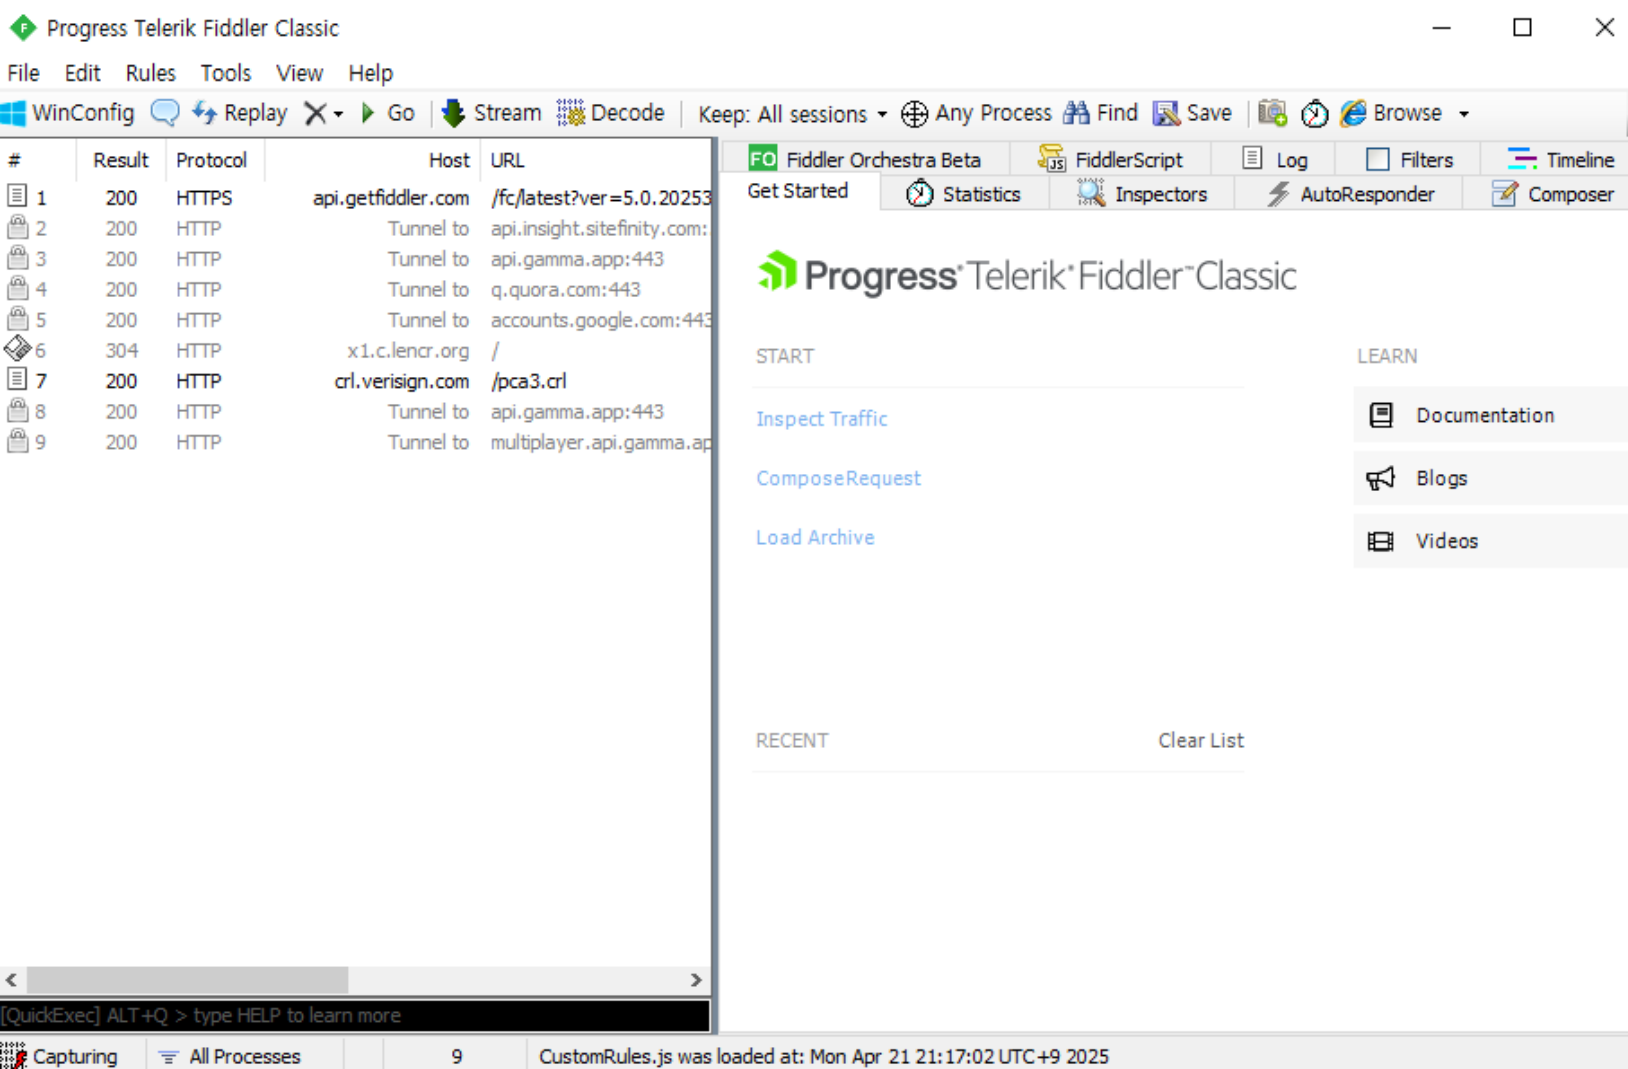 Progress Telerik Fiddler Classic
File Edit Rules Tools View Help
WinConfig Replay Go Stream Decode Keep: All sessions Any Process Find Save Browse
# Result Protocol Host URL
1 200 HTTPS api.getfiddler.com /fc/latest?ver=5.0.20253
2 200 HTTP Tunnel to api.insight.sitefinity.com:
3 200 HTTP Tunnel to api.gamma.app:443
4 200 HTTP Tunnel to q.quora.com:443
5 200 HTTP Tunnel to accounts.google.com:443
6 304 HTTP x1.c.lencr.org /
7 200 HTTP crl.verisign.com /pca3.crl
8 200 HTTP Tunnel to api.gamma.app:443
9 200 HTTP Tunnel to multiplayer.api.gamma.ap
[QuickExec] ALT+Q > type HELP to learn more
FO Fiddler Orchestra Beta JS FiddlerScript Log Filters Timeline
Get Started Statistics Inspectors AutoResponder Composer
Progress® Telerik® Fiddler™ Classic
START
Inspect Traffic
Compose Request
Load Archive
LEARN
Documentation
Blogs
Videos
RECENT Clear List
Capturing All Processes 9 CustomRules.js was loaded at: Mon Apr 21 21:17:02 UTC+9 2025